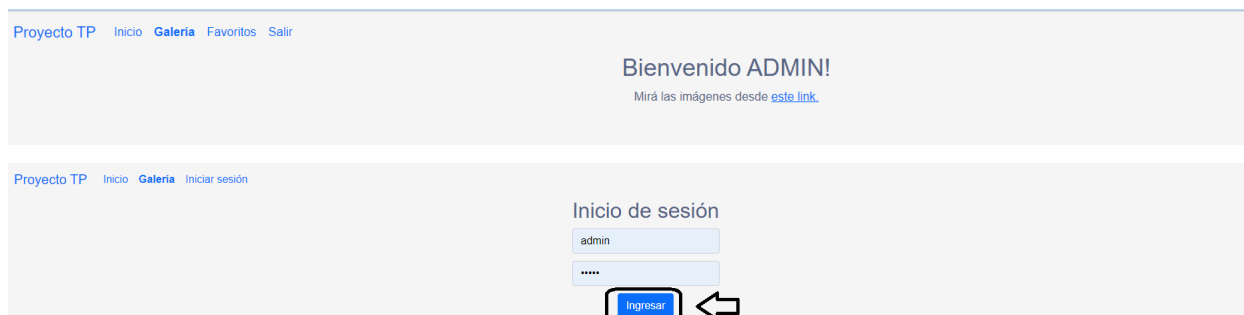 Proyecto TP Inicio Galería Favoritos Salir
Bienvenido ADMIN!
Mirá las imágenes desde este link.
Proyecto TP Inicio Galería Iniciar sesión
Inicio de sesión
admin
•••••
Ingresar